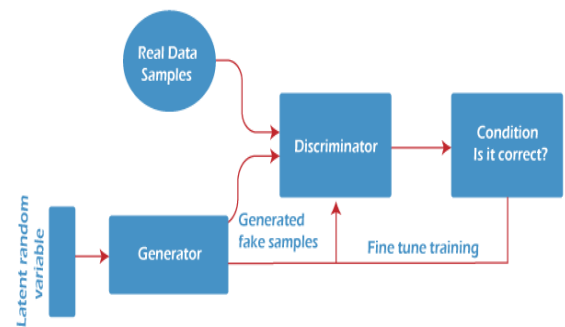 Real Data
Samples
Discriminator
Condition
Is it correct?
Latent random
variable
Generator
Generated
fake samples
Fine tune training